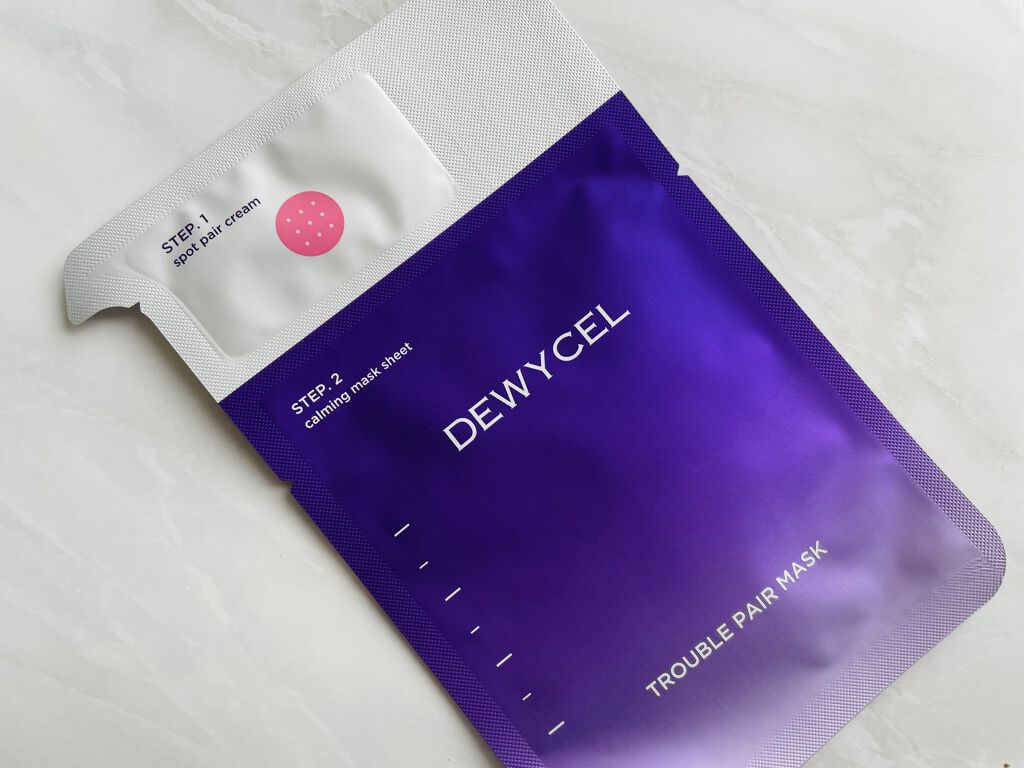 STEP. 1
spot pair cream
STEP. 2
calming mask sheet
DEWYCEL
TROUBLE PAIR MASK